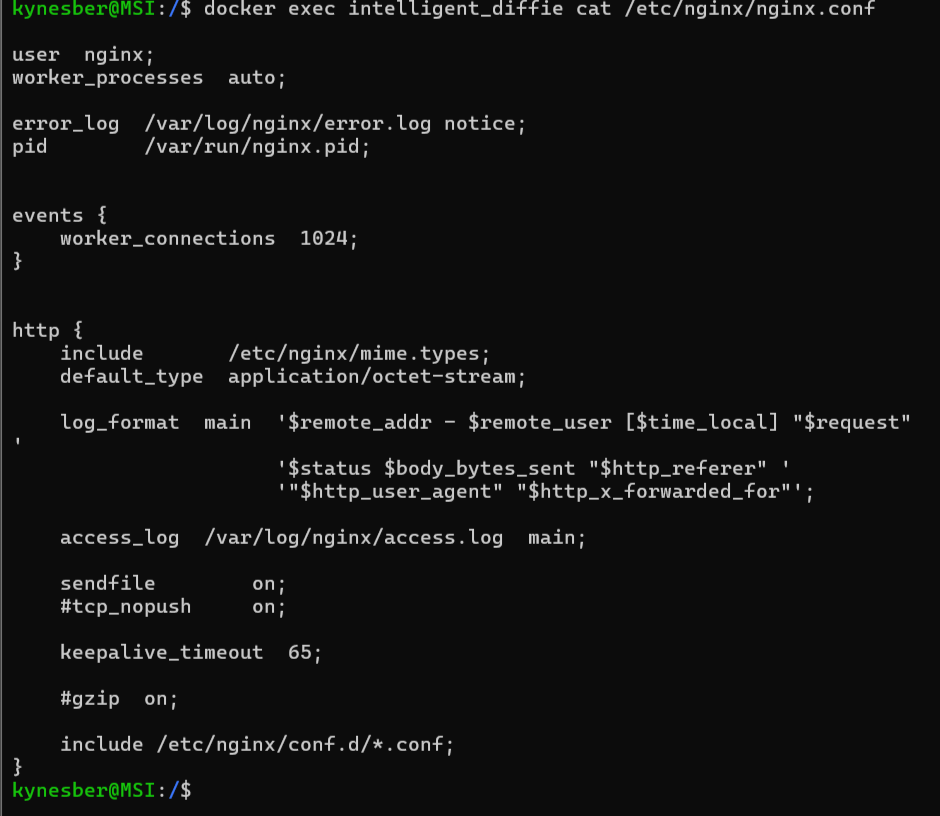 kynesber@MSI:/$ docker exec intelligent_diffie cat /etc/nginx/nginx.conf

user  nginx;
worker_processes  auto;

error_log  /var/log/nginx/error.log notice;
pid        /var/run/nginx.pid;


events {
    worker_connections  1024;
}


http {
    include       /etc/nginx/mime.types;
    default_type  application/octet-stream;

    log_format  main  '$remote_addr - $remote_user [$time_local] "$request"
'
                      '$status $body_bytes_sent "$http_referer" '
                      '"$http_user_agent" "$http_x_forwarded_for"';

    access_log  /var/log/nginx/access.log  main;

    sendfile        on;
    #tcp_nopush     on;

    keepalive_timeout  65;

    #gzip  on;

    include /etc/nginx/conf.d/*.conf;
}
kynesber@MSI:/$